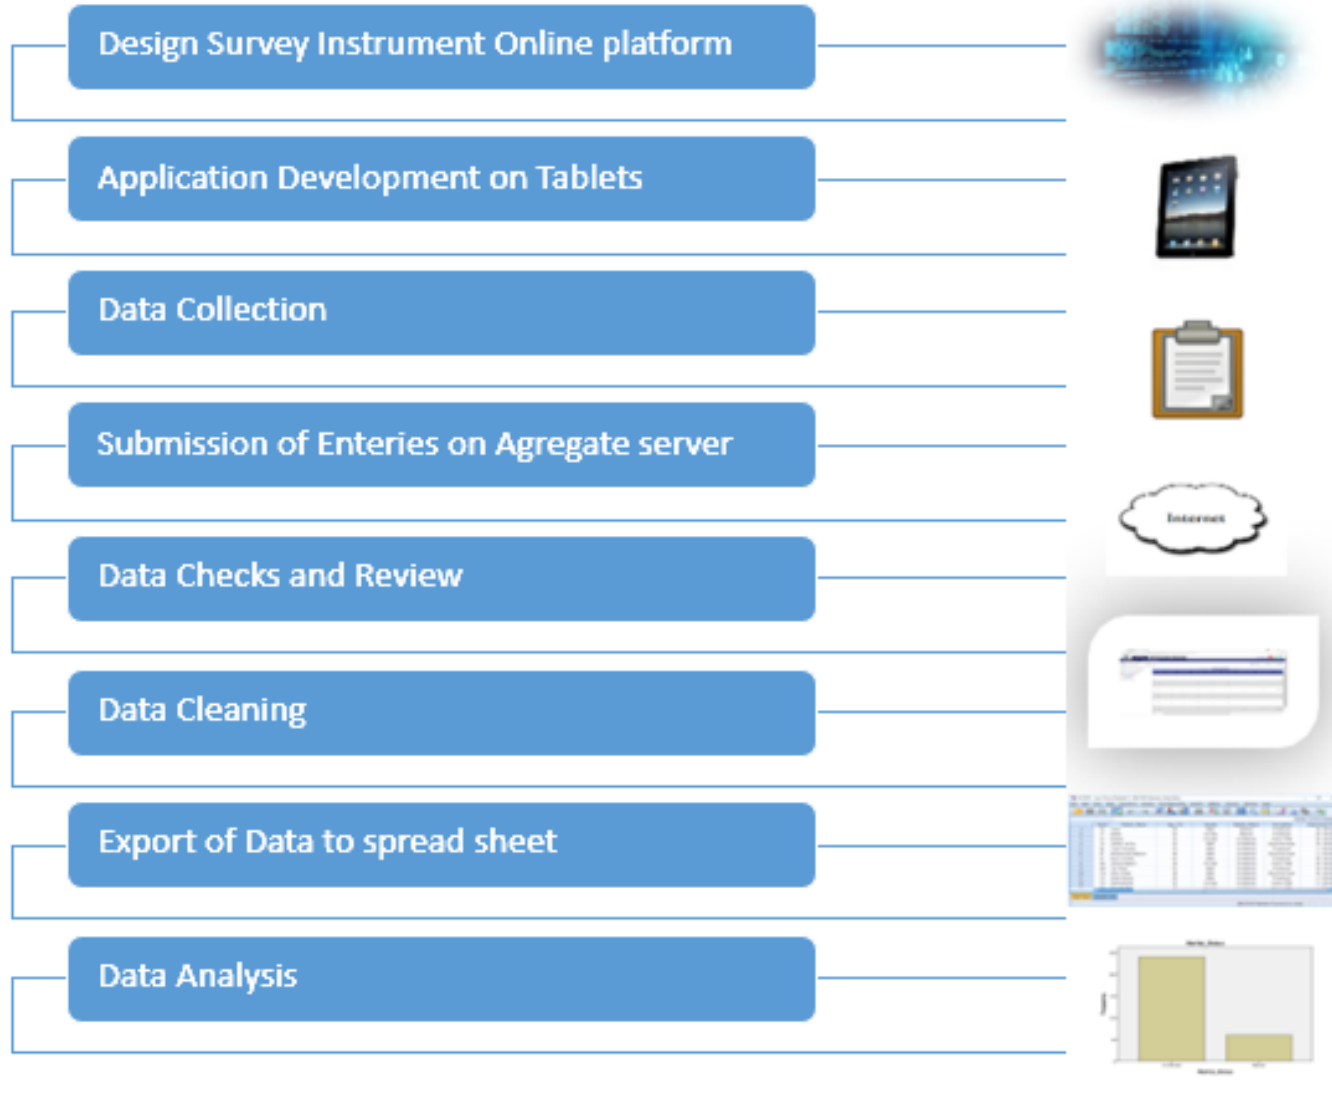 Design Survey Instrument Online platform
Application Development on Tablets
Data Collection
Submission of Enteries on Agregate server
Internet
Data Checks and Review
Data Cleaning
Export of Data to spread sheet
Data Analysis